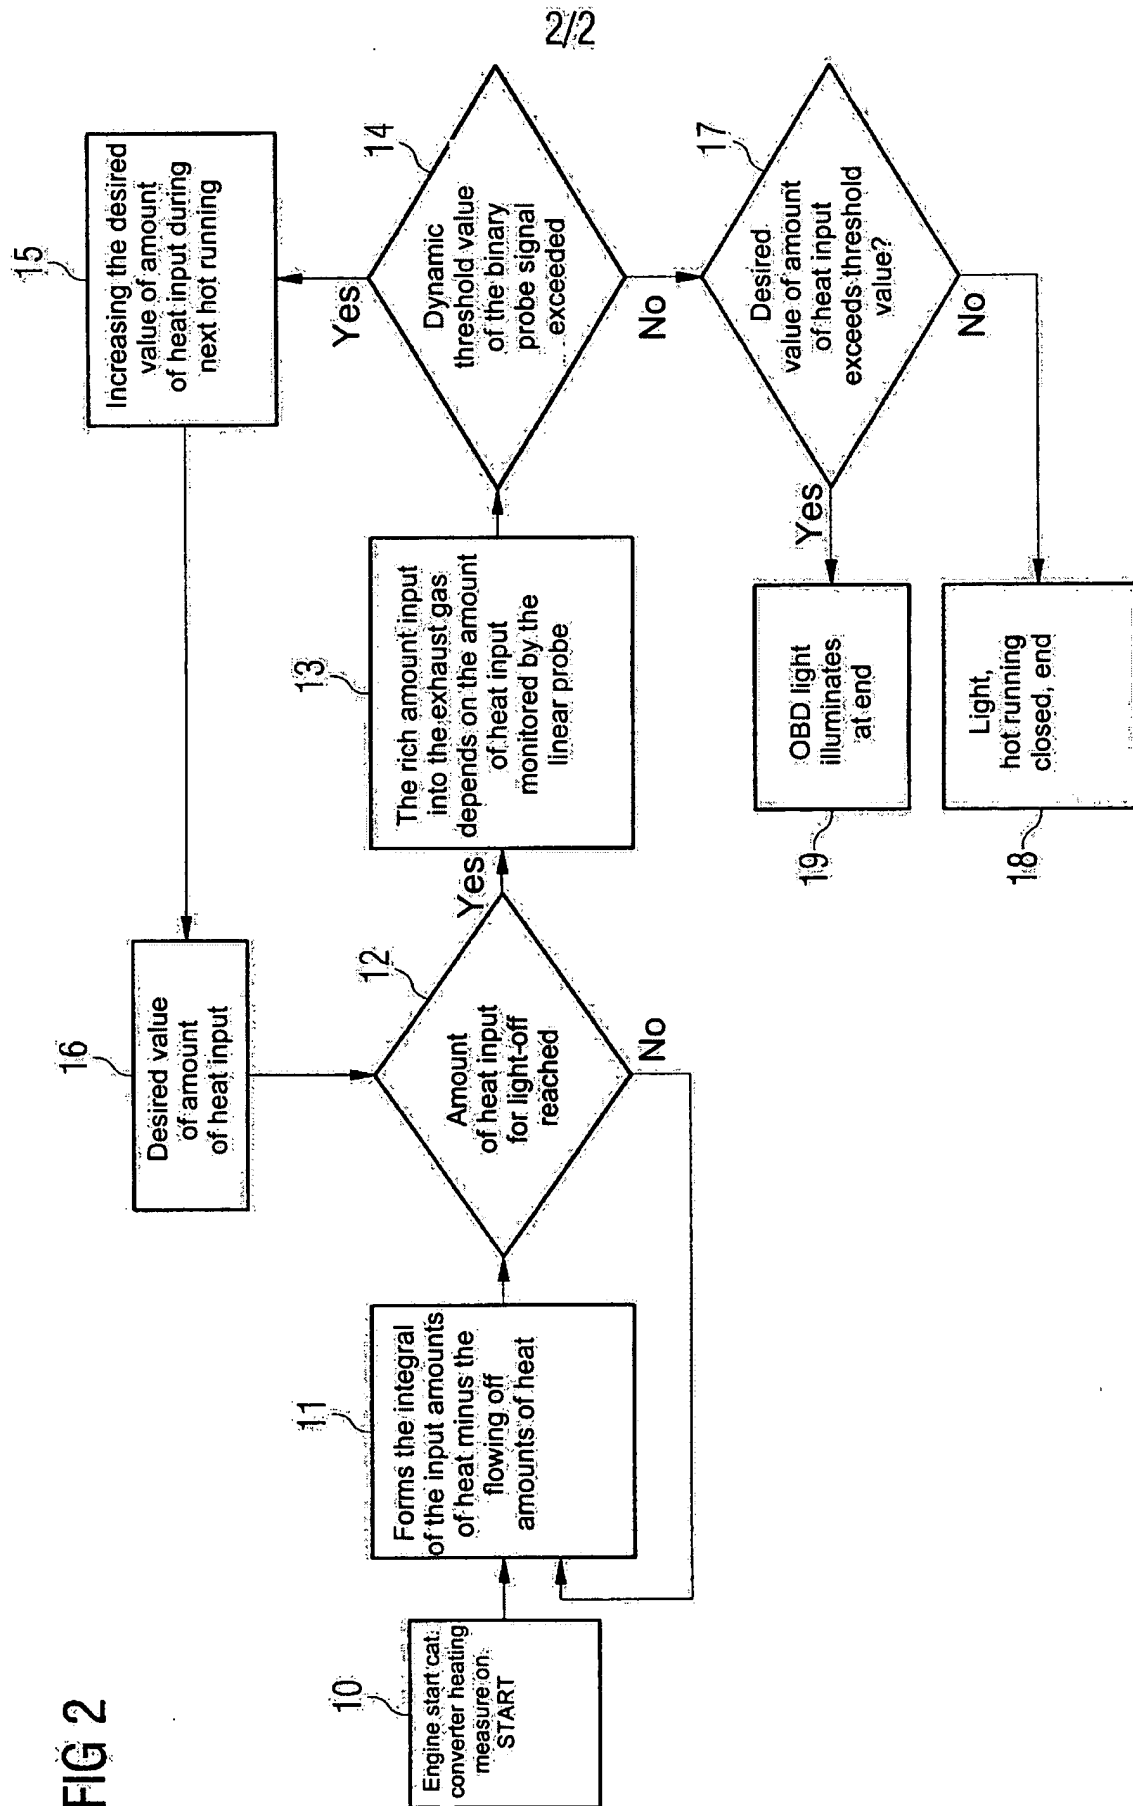 2/2
FIG 2
10
Engine start cat.
converter heating
measure on.
START
11
Forms the integral
of the input amounts
of heat minus the
flowing off
amounts of heat
12
Amount
of heat input
for light-off
reached
Yes
No
16
Desired value
of amount
of heat input
13
The rich amount input
into the exhaust gas
depends on the amount
of heat input
monitored by the
linear probe
14
Dynamic
threshold value
of the binary
probe signal
exceeded
Yes
No
15
Increasing the desired
value of amount
of heat input during
next hot running
17
Desired
value of amount
of heat input
exceeds threshold
value?
Yes
No
19
OBD light
illuminates
at end
18
Light,
hot running
closed, end